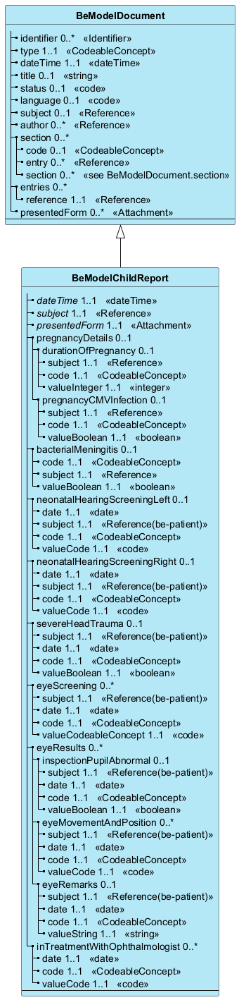 BeModelDocument
identifier 0..* «Identifier»
type 1..1 «CodeableConcept»
dateTime 1..1 «dateTime»
title 0..1 «string»
status 0..1 «code»
language 0..1 «code»
subject 0..1 «Reference»
author 0..* «Reference»
section 0..*
code 0..1 «CodeableConcept»
entry 0..* «Reference»
section 0..* «see BeModelDocument.section»
entries 0..*
reference 1..1 «Reference»
presentedForm 0..* «Attachment»
BeModelChildReport
dateTime 1..1 «dateTime»
subject 1..1 «Reference»
presentedForm 1..1 «Attachment»
pregnancyDetails 0..1
durationOfPregnancy 0..1
subject 1..1 «Reference»
code 1..1 «CodeableConcept»
valueInteger 1..1 «integer»
pregnancyCMVInfection 0..1
subject 1..1 «Reference»
code 1..1 «CodeableConcept»
valueBoolean 1..1 «boolean»
bacterialMeningitis 0..1
code 1..1 «CodeableConcept»
subject 1..1 «Reference»
valueBoolean 1..1 «boolean»
neonatalHearingScreeningLeft 0..1
date 1..1 «date»
subject 1..1 «Reference(be-patient)»
code 1..1 «CodeableConcept»
valueCode 1..1 «code»
neonatalHearingScreeningRight 0..1
date 1..1 «date»
subject 1..1 «Reference(be-patient)»
code 1..1 «CodeableConcept»
valueCode 1..1 «code»
severeHeadTrauma 0..1
subject 1..1 «Reference(be-patient)»
date 1..1 «date»
code 1..1 «CodeableConcept»
valueBoolean 1..1 «boolean»
eyeScreening 0..*
subject 1..1 «Reference(be-patient)»
date 1..1 «date»
code 1..1 «CodeableConcept»
valueCodeableConcept 1..1 «code»
eyeResults 0..*
inspectionPupilAbnormal 0..1
subject 1..1 «Reference(be-patient)»
date 1..1 «date»
code 1..1 «CodeableConcept»
valueBoolean 1..1 «boolean»
eyeMovementAndPosition 0..*
subject 1..1 «Reference(be-patient)»
date 1..1 «date»
code 1..1 «CodeableConcept»
valueCode 1..1 «code»
eyeRemarks 0..1
subject 1..1 «Reference(be-patient)»
date 1..1 «date»
code 1..1 «CodeableConcept»
valueString 1..1 «string»
inTreatmentWithOphthalmologist 0..*
date 1..1 «date»
code 1..1 «CodeableConcept»
valueCode 1..1 «code»